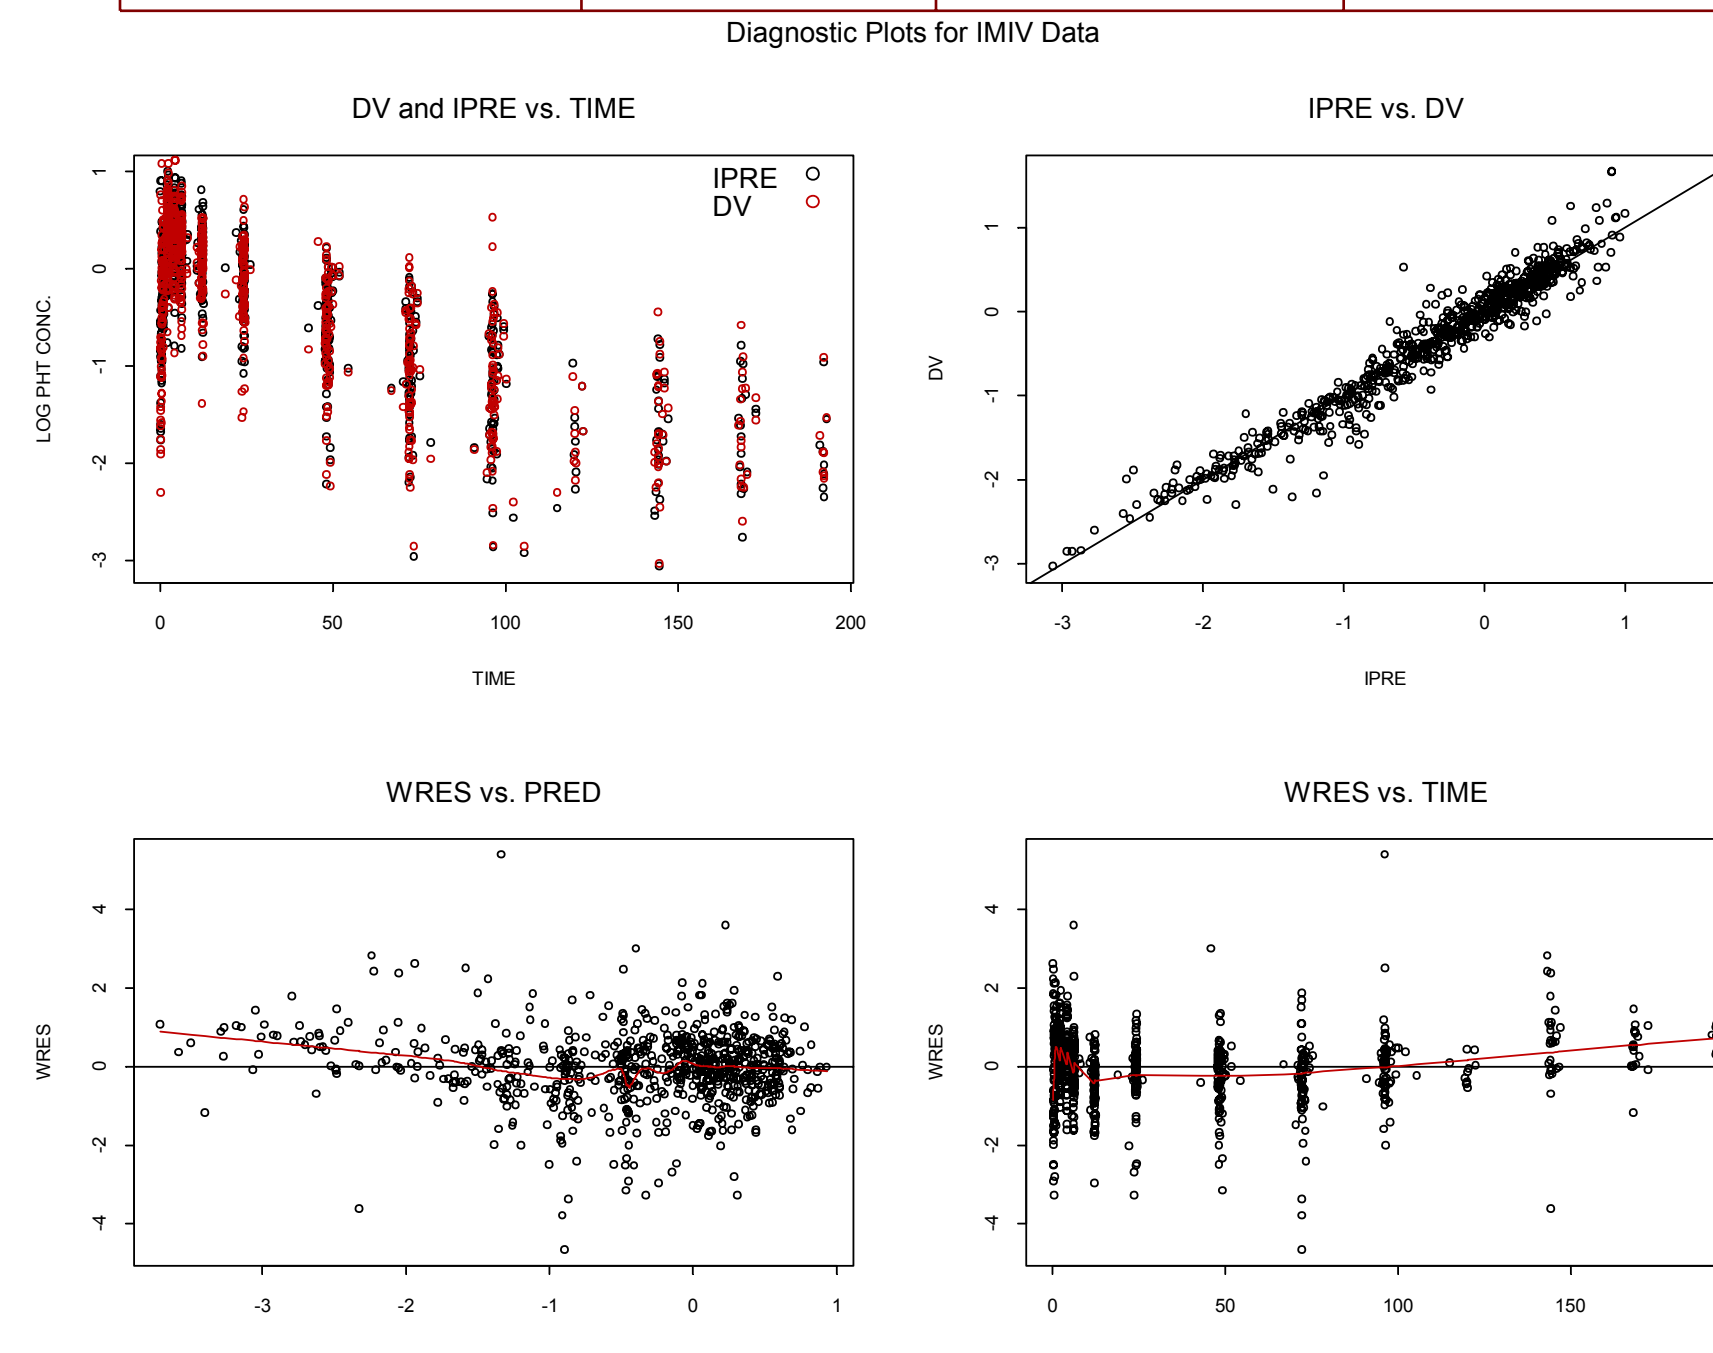 Diagnostic Plots for IMIV Data
DV and IPRE vs. TIME
LOG PHT CONC.
1
0
-1
-2
-3
IPRE
DV
0 50 100 150 200
TIME
IPRE vs. DV
DV
1
0
-1
-2
-3
-3 -2 -1 0 1
IPRE
WRES vs. PRED
WRES
4
2
0
-2
-4
-3 -2 -1 0 1
WRES vs. TIME
WRES
4
2
0
-2
-4
0 50 100 150